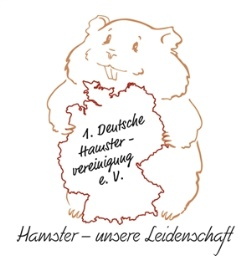 1. Deutsche
Hamster -
vereinigung
e. V.
Hamster – unsere Leidenschaft